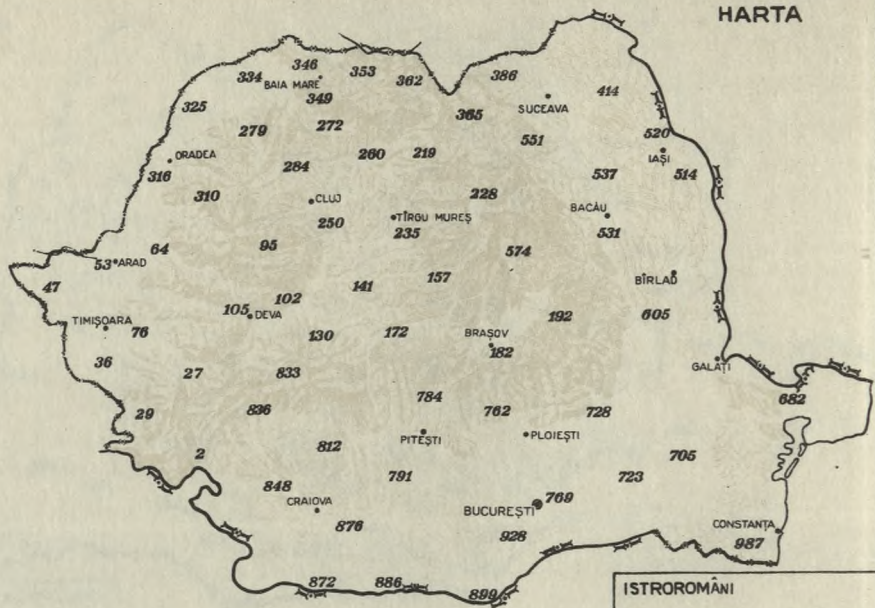 HARTA
346
353
334
BAIA MARE
362
386
349
325
365
SUCEAVA
414
272
279
551
520
ORADEA
260
219
IAȘI
284
316
537
514
310
CLUJ
228
250
TÎRGU MUREȘ
BACĂU
235
531
64
95
574
53 ARAD
157
BÎRLAD
47
141
102
105 DEVA
192
605
TIMIȘOARA
76
130
172
BRAȘOV
182
36
27
833
GALAȚI
784
682
29
836
762
728
PITEȘTI
PLOIEȘTI
812
2
705
791
723
848
CRAIOVA
BUCUREȘTI
769
876
928
CONSTANȚA
987
872
886
899
ISTROROMÂNI